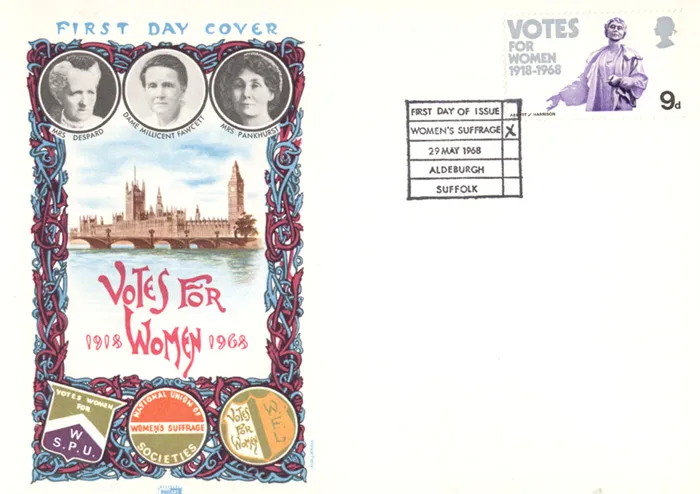 FIRST DAY COVER
MRS DESPARD
DAME MILLICENT FAWCETT
MRS PANKHURST
VOTES FOR
1918 WOMEN 1968
VOTES WOMEN
FOR
W
S.P.U.
NATIONAL UNION OF
WOMEN'S SUFFRAGE
SOCIETIES
VOTES
FOR
WOMEN
W.F.L.
FIRST DAY OF ISSUE
WOMEN'S SUFFRAGE X
29 MAY 1968
ALDEBURGH
SUFFOLK
VOTES
FOR
WOMEN
1918-1968
9d
HARRISON